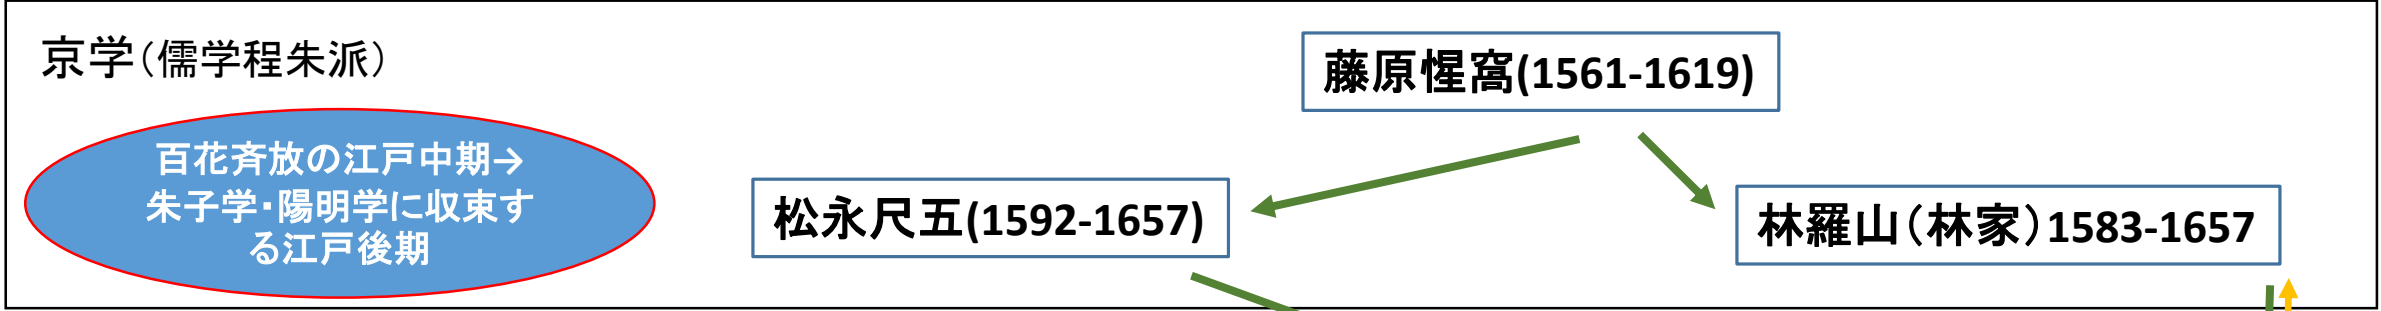 京学（儒学程朱派）
藤原惺窩(1561-1619)
百花斉放の江戸中期→
朱子学・陽明学に収束す
る江戸後期
松永尺五(1592-1657)
林羅山（林家）1583-1657